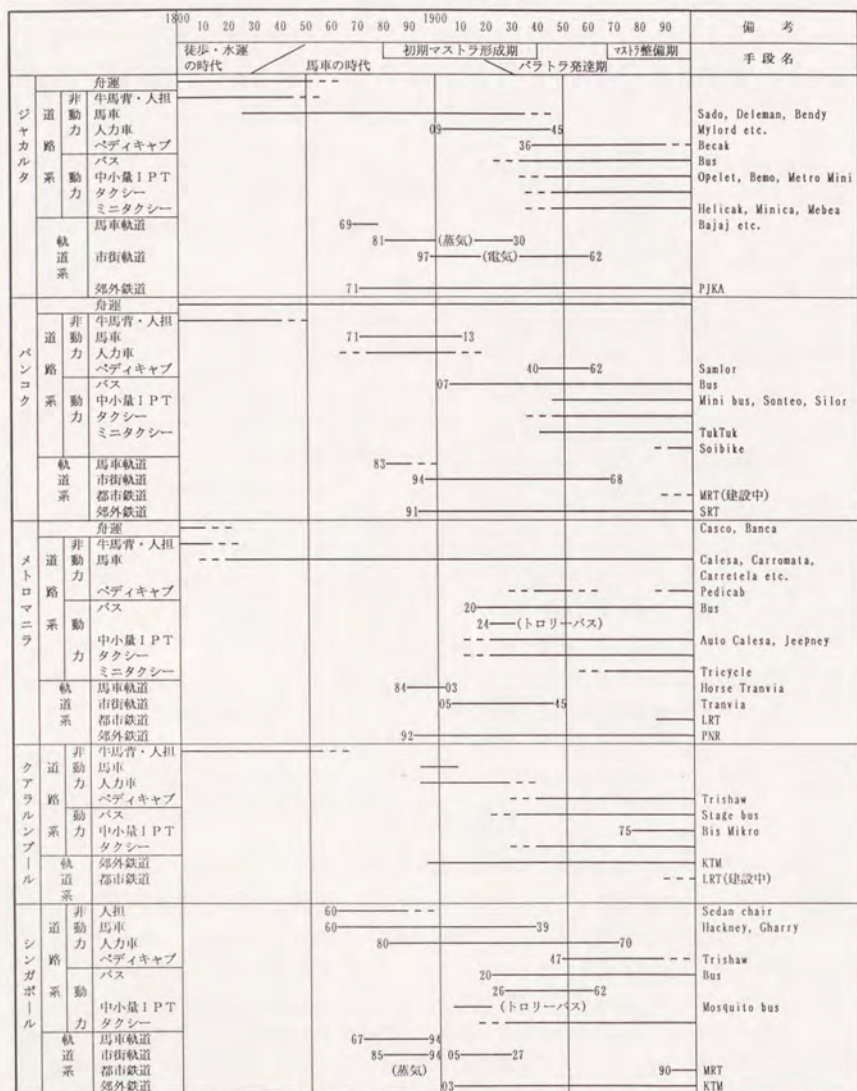 1800 10 20 30 40 50 60 70 80 90 1900 10 20 30 40 50 60 70 80 90 備 考
徒歩・水運の時代 馬車の時代 初期マストラ形成期 パラトラ発達期 マストラ整備期 手段名
ジャカルタ
舟運
道路系 非動力 牛馬背・人担
馬車 Sado, Deleman, Bendy
人力車 09 45 Mylord etc.
ペディキャブ 36 Becak
動力 バス Bus
中小量IPT Opelet, Bemo, Metro Mini
タクシー
ミニタクシー Helicak, Minica, Mebea
軌道系 馬車軌道 69 Bajaj etc.
81 (蒸気) 30
市街軌道 97 (電気) 62
郊外鉄道 71 PJKA
バンコク
舟運
道路系 非動力 牛馬背・人担
馬車 71 13
人力車
ペディキャブ 40 62 Samlor
動力 バス 07 Bus
中小量IPT Mini bus, Sonteo, Silor
タクシー
ミニタクシー TukTuk
Soibike
軌道系 馬車軌道 83
市街軌道 94 68
都市鉄道 MRT(建設中)
郊外鉄道 91 SRT
メトロマニラ
舟運 Casco, Banca
道路系 非動力 牛馬背・人担
馬車 Calesa, Carromata,
Carretela etc.
ペディキャブ Pedicab
動力 バス 20 Bus
24 (トロリーバス)
中小量IPT Auto Calesa, Jeepney
タクシー
ミニタクシー Tricycle
軌道系 馬車軌道 84 03 Horse Tranvia
市街軌道 05 45 Tranvia
都市鉄道 LRT
郊外鉄道 92 PNR
クアラルンプール
道路系 非動力 牛馬背・人担
馬車
人力車
ペディキャブ Trishaw
動力 バス Stage bus
中小量IPT 75 Bis Mikro
タクシー
軌道系 郊外鉄道 KTM
都市鉄道 LRT(建設中)
シンガポール
道路系 非動力 人担 60 Sedan chair
馬車 60 39 Hackney, Gharry
人力車 80 70
ペディキャブ 47 Trishaw
動力 バス 20 Bus
26 62
中小量IPT (トロリーバス) Mosquito bus
タクシー
軌道系 馬車軌道 67 94
市街軌道 85 94 05 27
都市鉄道 (蒸気) 90 MRT
郊外鉄道 03 KTM